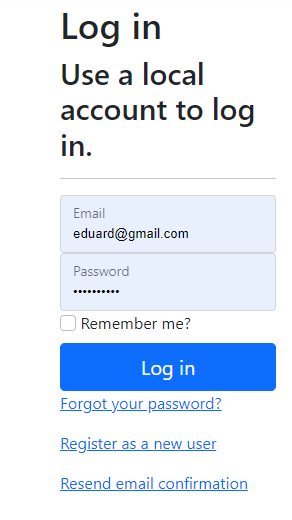 Log in
Use a local
account to log
in.
Email
eduard@gmail.com
Password
••••••••••
Remember me?
Log in
Forgot your password?
Register as a new user
Resend email confirmation